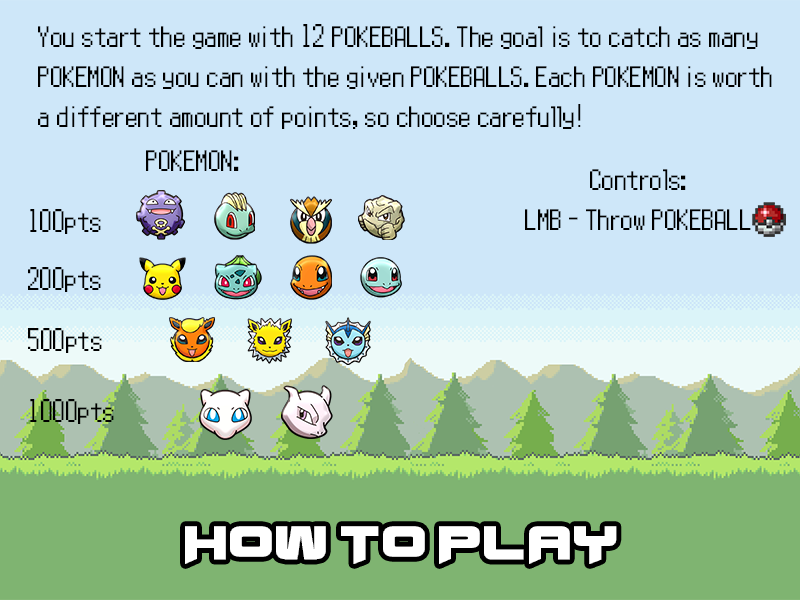 You start the game with 12 POKEBALLS. The goal is to catch as many
POKEMON as you can with the given POKEBALLS. Each POKEMON is worth
a different amount of points, so choose carefully!
POKEMON:
Controls:
100pts
LMB - Throw POKEBALL
200pts
500pts
1000pts
HOW TO PLAY